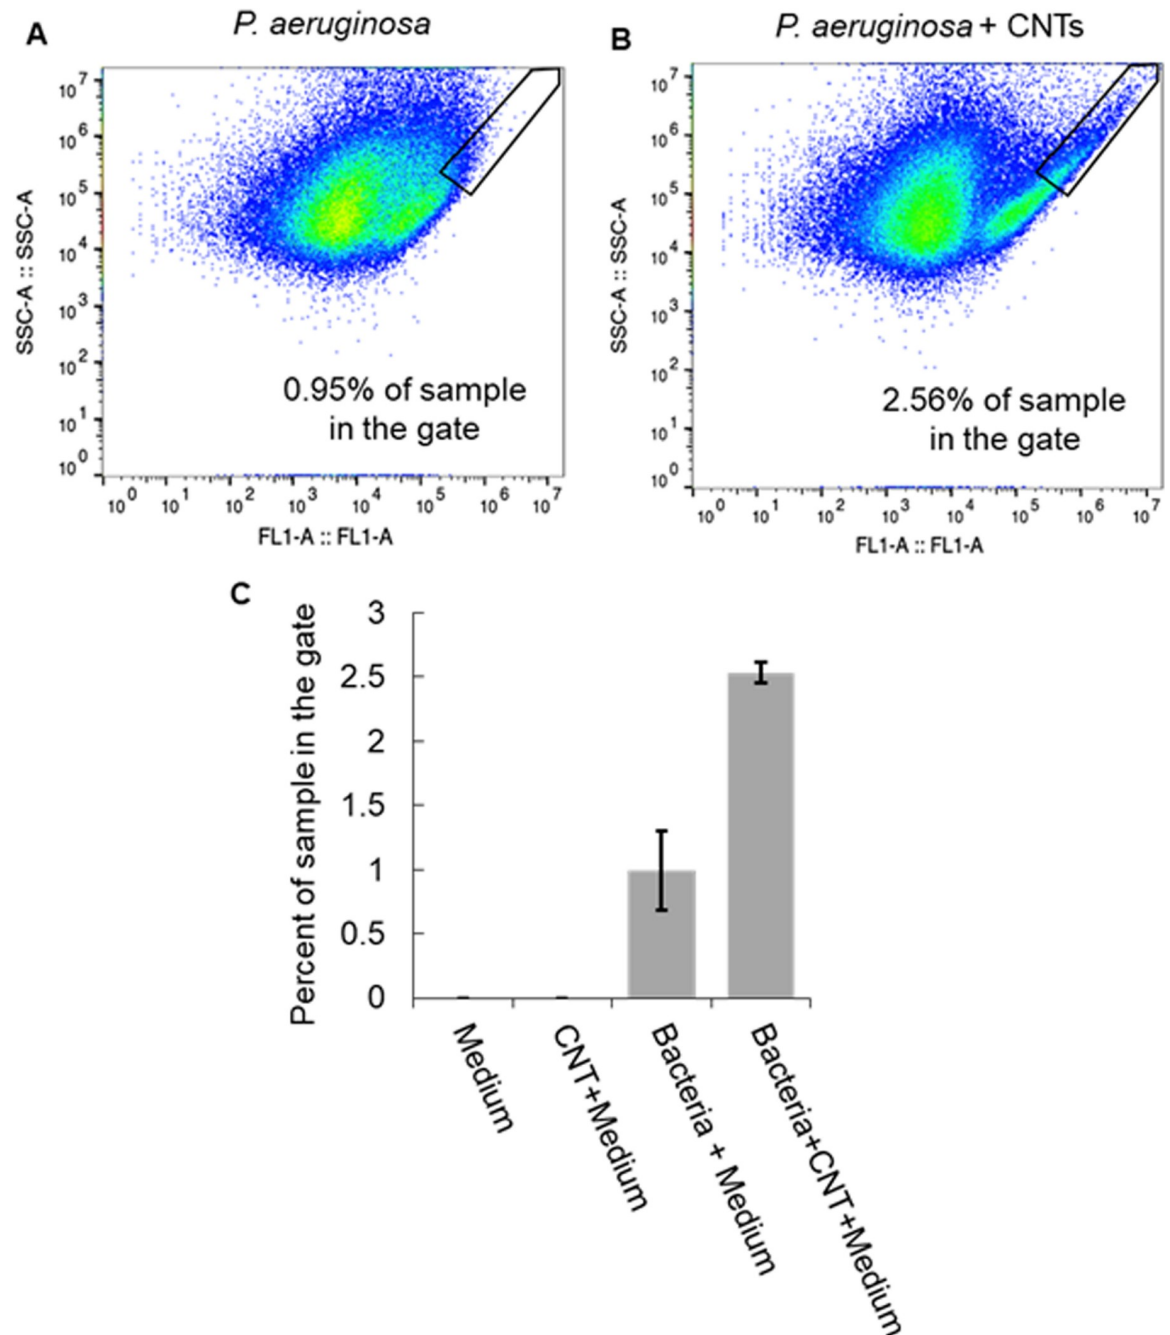 A
P. aeruginosa
SSC-A :: SSC-A
10^7
10^6
10^5
10^4
10^3
10^2
10^1
10^0
0.95% of sample
in the gate
10^0 10^1 10^2 10^3 10^4 10^5 10^6 10^7
FL1-A :: FL1-A
B
P. aeruginosa + CNTs
SSC-A :: SSC-A
10^7
10^6
10^5
10^4
10^3
10^2
10^1
10^0
2.56% of sample
in the gate
10^0 10^1 10^2 10^3 10^4 10^5 10^6 10^7
FL1-A :: FL1-A
C
Percent of sample in the gate
3
2.5
2
1.5
1
0.5
0
Medium
CNT+Medium
Bacteria + Medium
Bacteria+CNT+Medium